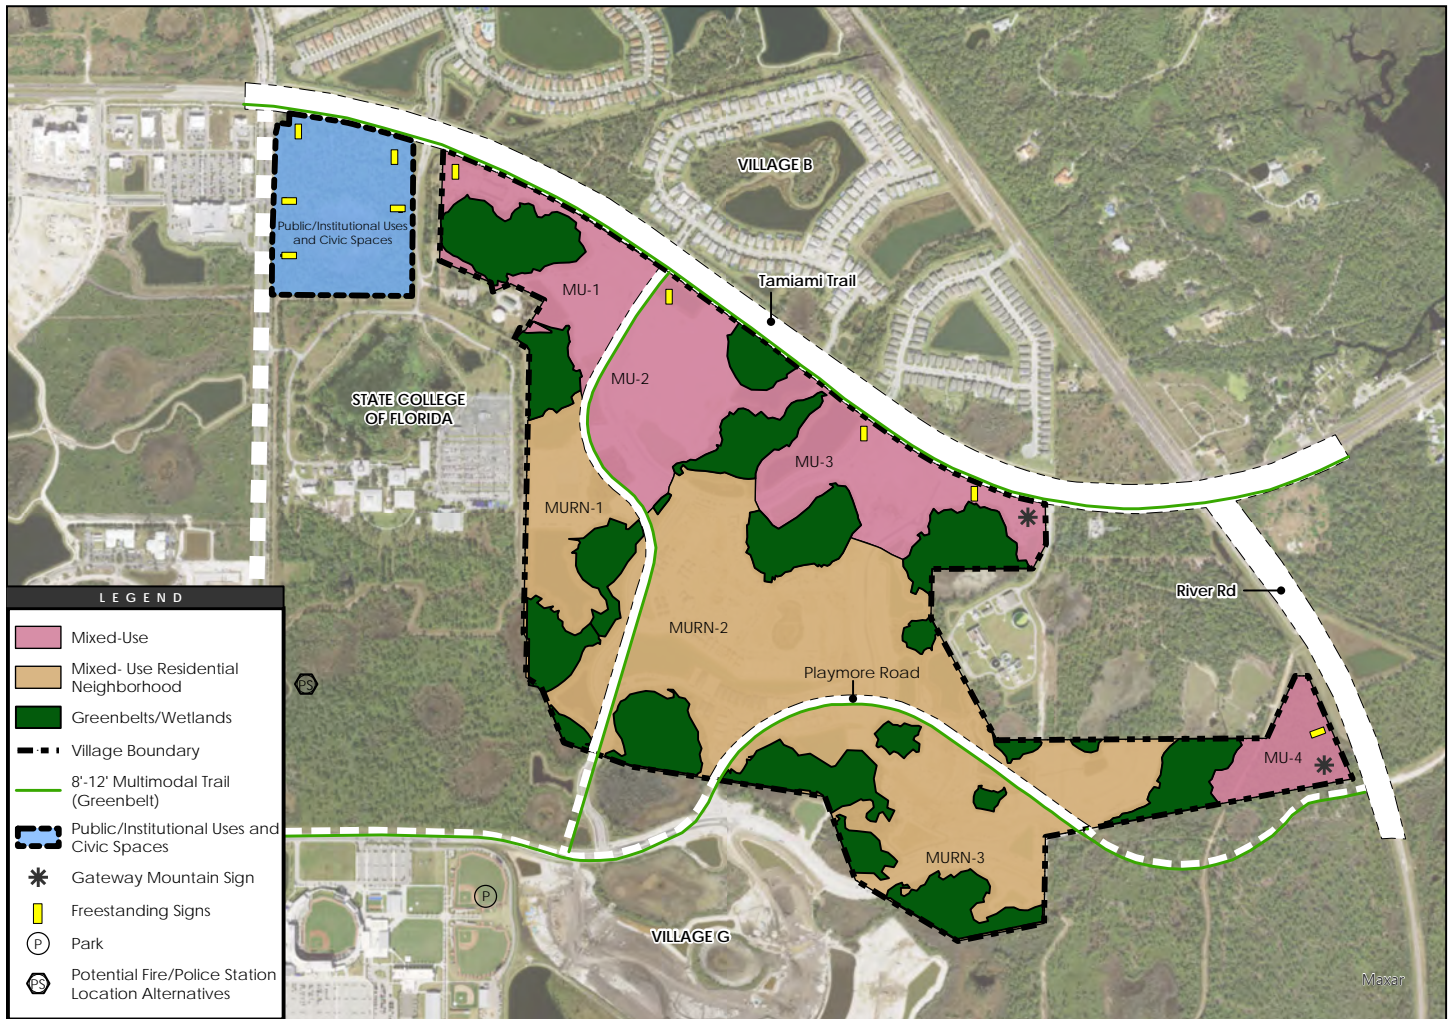 VILLAGE B
Public/Institutional Uses
and Civic Spaces
Tamiami Trail
MU-1
MU-2
STATE COLLEGE
OF FLORIDA
MU-3
MURN-1
River Rd
MURN-2
Playmore Road
MU-4
MURN-3
VILLAGE G
P
PS
Maxar
LEGEND
Mixed-Use
Mixed- Use Residential
Neighborhood
Greenbelts/Wetlands
Village Boundary
8'-12' Multimodal Trail
(Greenbelt)
Public/Institutional Uses and
Civic Spaces
Gateway Mountain Sign
Freestanding Signs
P
Park
PS
Potential Fire/Police Station
Location Alternatives